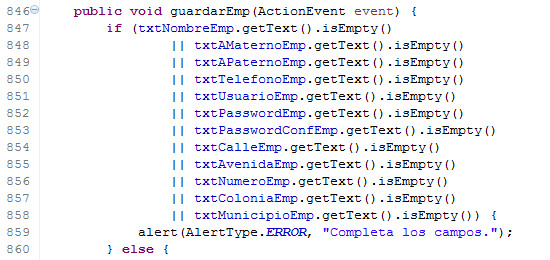 846 public void guardarEmp(ActionEvent event) {
847 if (txtNombreEmp.getText().isEmpty()
848 || txtAMaternoEmp.getText().isEmpty()
849 || txtAPaternoEmp.getText().isEmpty()
850 || txtTelefonoEmp.getText().isEmpty()
851 || txtUsuarioEmp.getText().isEmpty()
852 || txtPasswordEmp.getText().isEmpty()
853 || txtPasswordConfEmp.getText().isEmpty()
854 || txtCalleEmp.getText().isEmpty()
855 || txtAvenidaEmp.getText().isEmpty()
856 || txtNumeroEmp.getText().isEmpty()
857 || txtColoniaEmp.getText().isEmpty()
858 || txtMunicipioEmp.getText().isEmpty()) {
859 alert(AlertType.ERROR, "Completa los campos.");
860 } else {